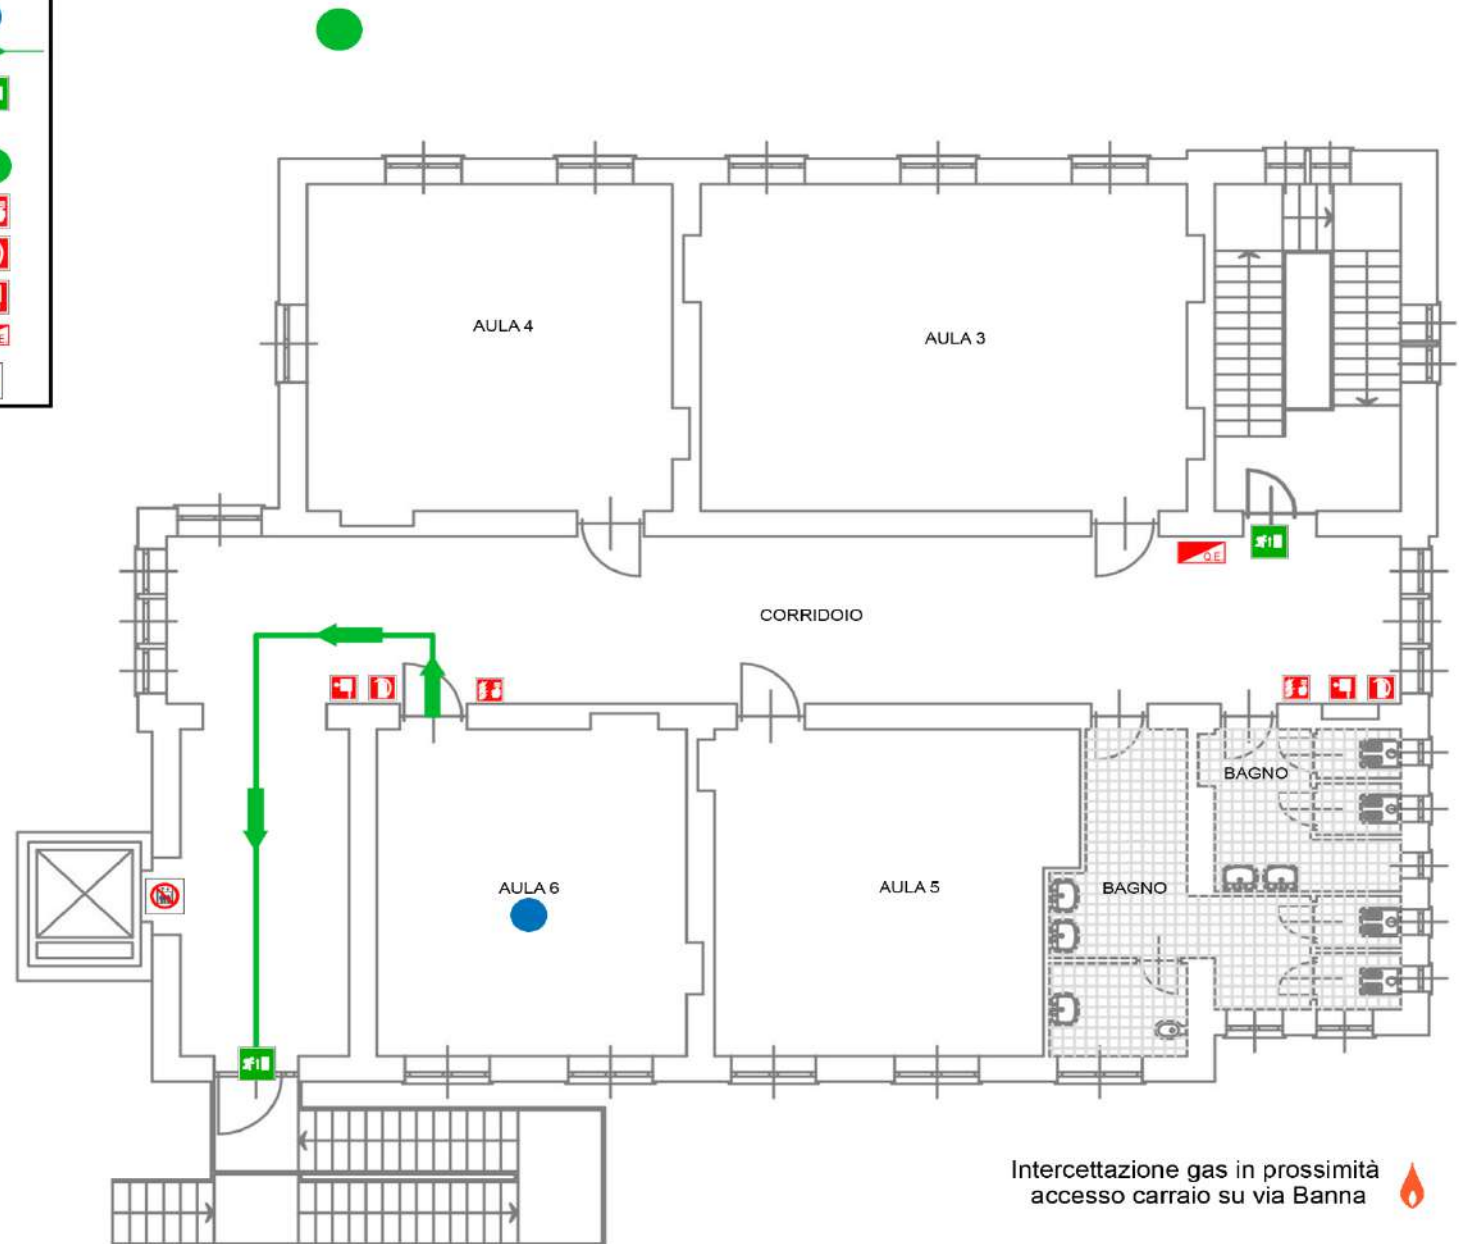 AULA 4
AULA 3
Q.E.
CORRIDOIO
BAGNO
AULA 6
AULA 5
BAGNO
Intercettazione gas in prossimità
accesso carraio su via Banna